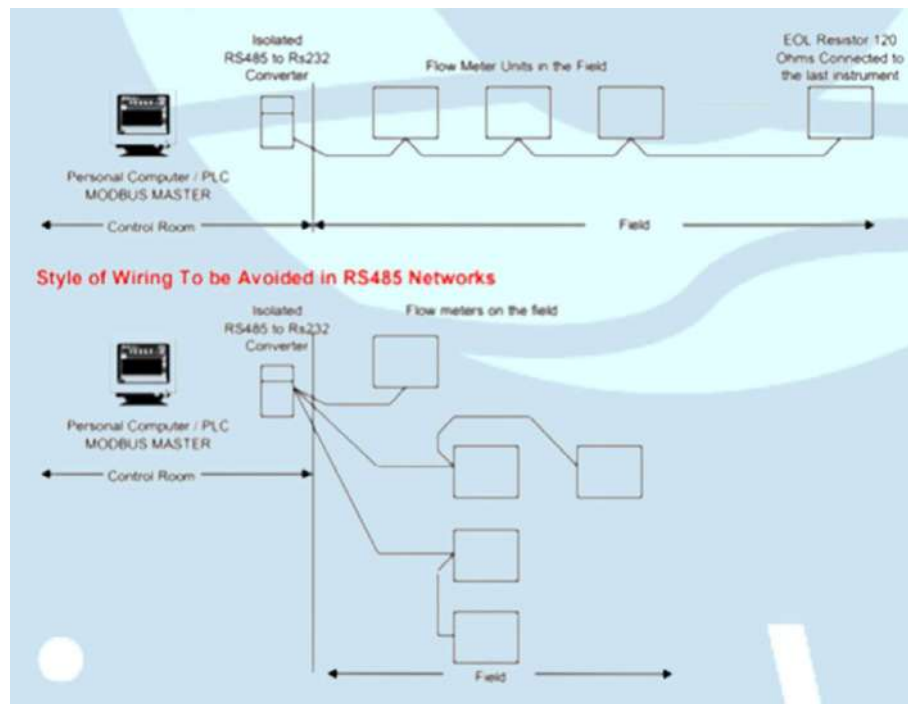 Isolated
RS485 to Rs232
Converter
Flow Meter Units in the Field
EOL Resistor 120
Ohms Connected to
the last instrument
Personal Computer / PLC
MODBUS MASTER
Control Room
Field
Style of Wiring To be Avoided in RS485 Networks
Isolated
RS485 to Rs232
Converter
Flow meters on the field
Personal Computer / PLC
MODBUS MASTER
Control Room
Field